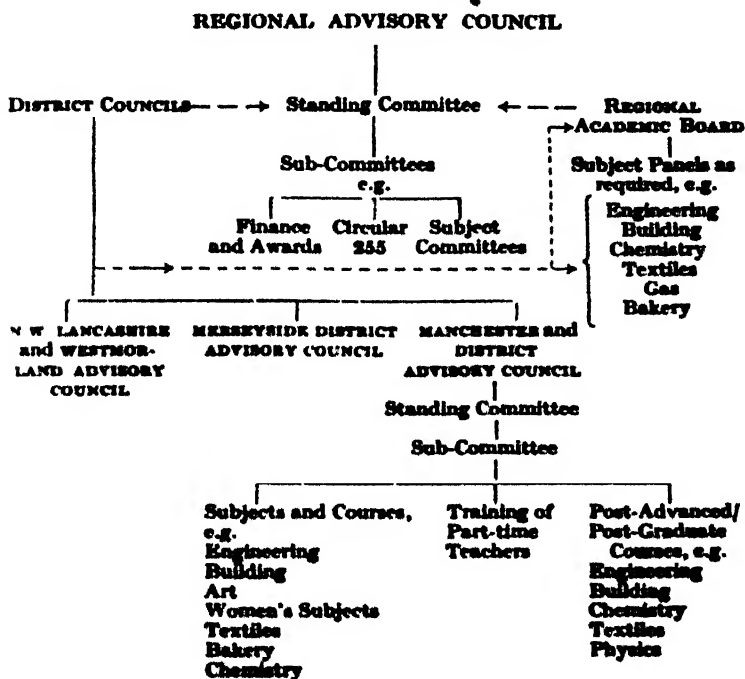 REGIONAL ADVISORY COUNCIL
DISTRICT COUNCILS
Standing Committee
REGIONAL
ACADEMIC BOARD
Sub-Committees
e.g.
Subject Panels as
required, e.g.
Finance
and Awards
Circular
255
Subject
Committees
Engineering
Building
Chemistry
Textiles
Gas
Bakery
N W LANCASHIRE
and WESTMOR-
LAND ADVISORY
COUNCIL
MERSEYSIDE DISTRICT
ADVISORY COUNCIL
MANCHESTER and
DISTRICT
ADVISORY COUNCIL
Standing Committee
Sub-Committee
Subjects and Courses,
e.g.
Engineering
Building
Art
Women's Subjects
Textiles
Bakery
Chemistry
Training of
Part-time
Teachers
Post-Advanced/
Post-Graduate
Courses, e.g.
Engineering
Building
Chemistry
Textiles
Physics